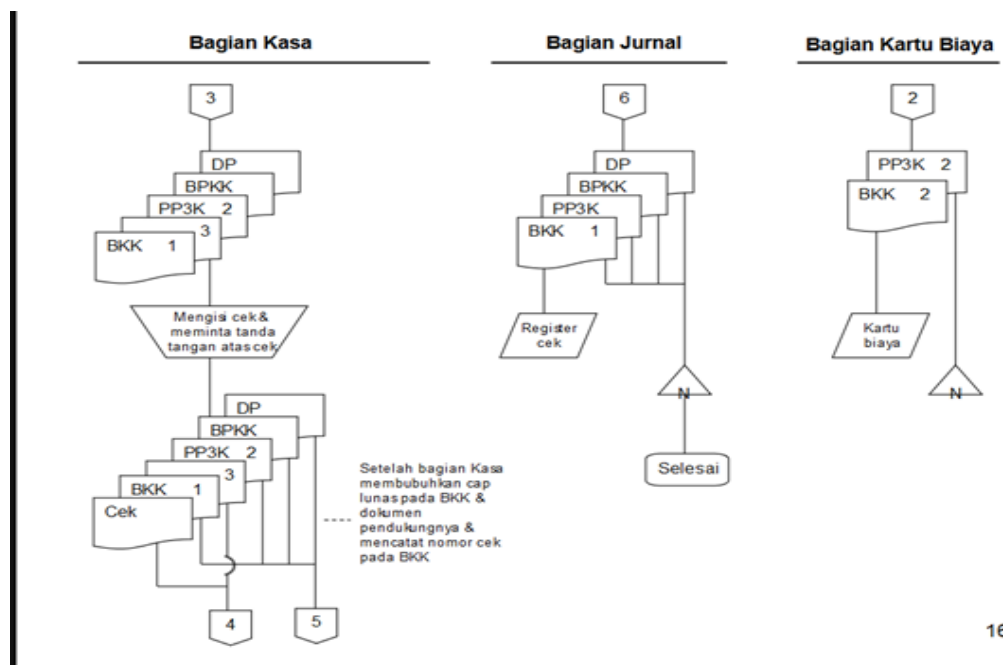 Bagian Kasa
3
DP
BPKK
PP3K 2
3
BKK 1
Mengisi cek &
meminta tanda
tangan atas cek
DP
BPKK
PP3K 2
3
BKK 1
Cek
Setelah bagian Kasa
membubuhkan cap
lunas pada BKK &
dokumen
pendukungnya &
mencatat nomor cek
pada BKK
4
5
Bagian Jurnal
6
DP
BPKK
PP3K
BKK 1
Register
cek
N
Selesai
Bagian Kartu Biaya
2
PP3K 2
BKK 2
Kartu
biaya
N
16